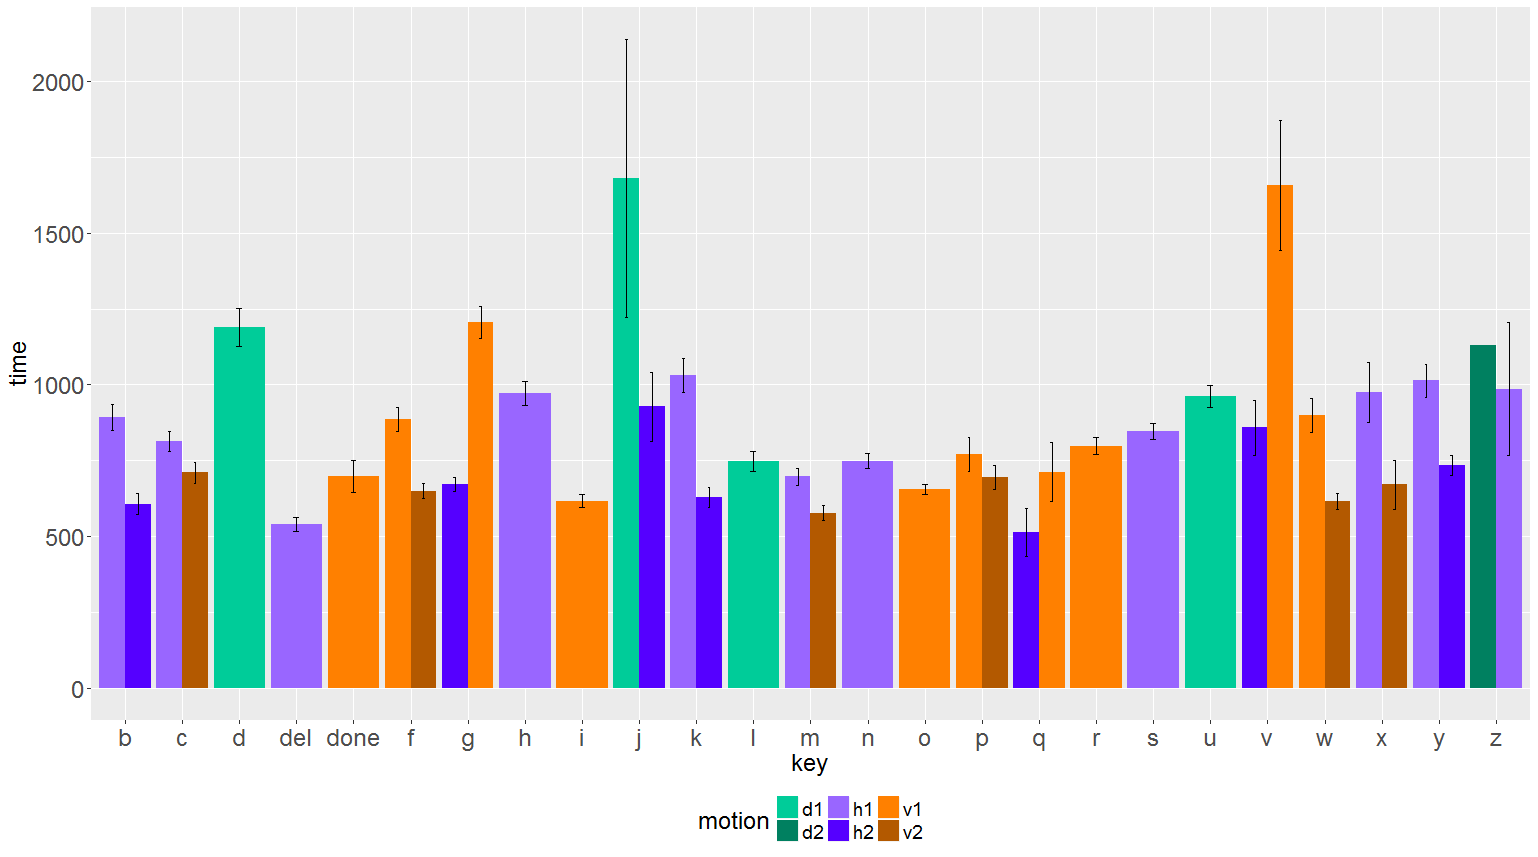 2000
1500
1000
500
0
time
b c d del done f g h i j k l m n o p q r s u v w x y z
key
motion d1 h1 v1
d2 h2 v2